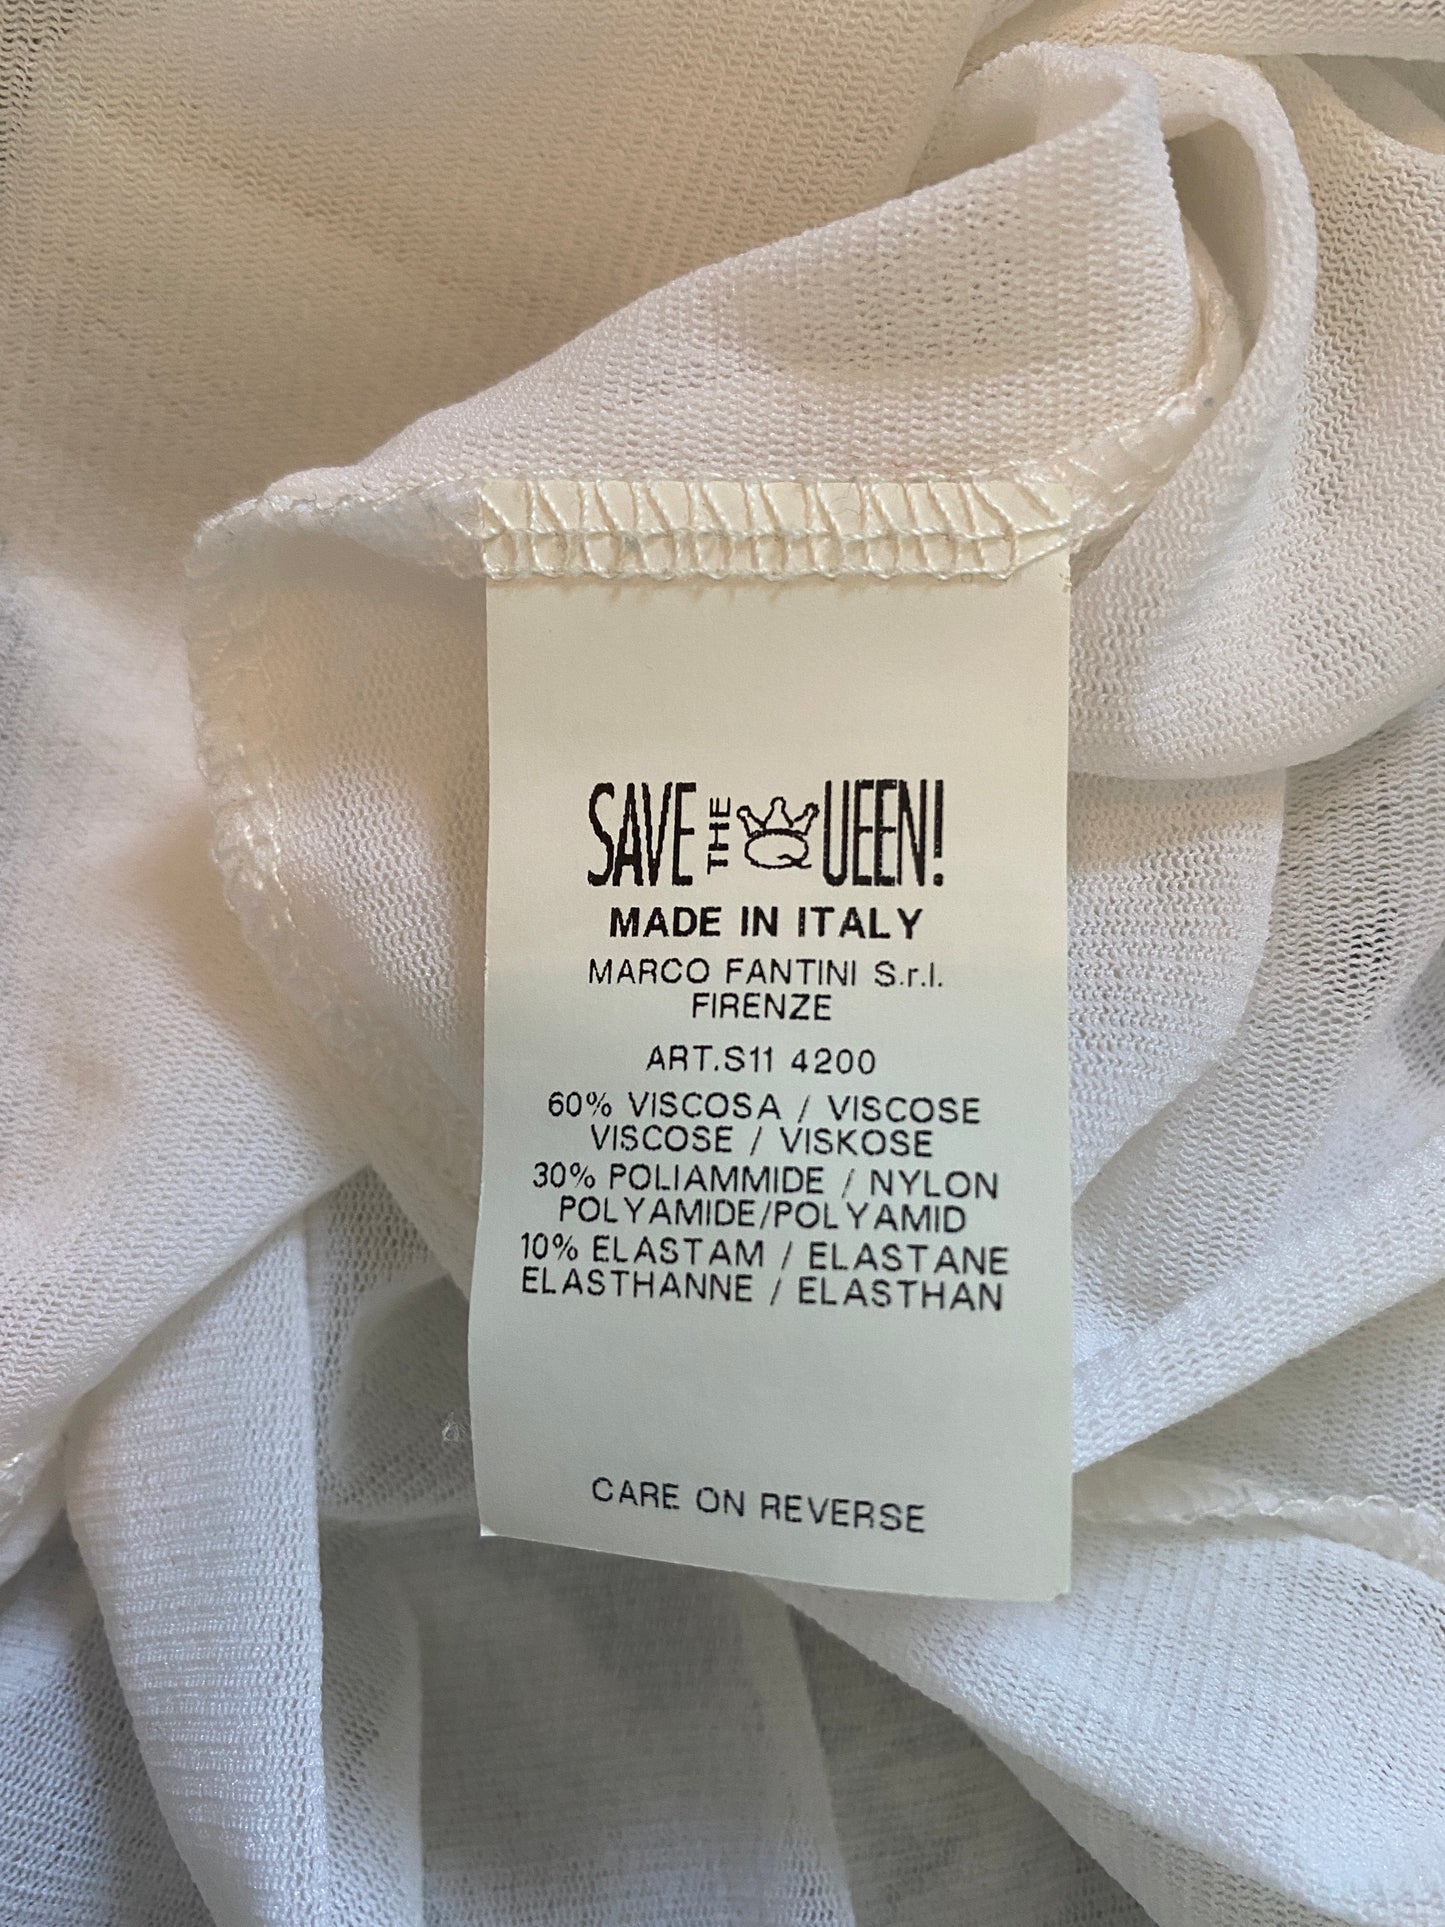 SAVE THE QUEEN!
MADE IN ITALY
MARCO FANTINI S.r.l.
FIRENZE
ART.S11 4200
60% VISCOSA / VISCOSE
VISCOSE / VISKOSE
30% POLIAMMIDE / NYLON
POLYAMIDE/POLYAMID
10% ELASTAM / ELASTANE
ELASTHANNE / ELASTHAN
CARE ON REVERSE